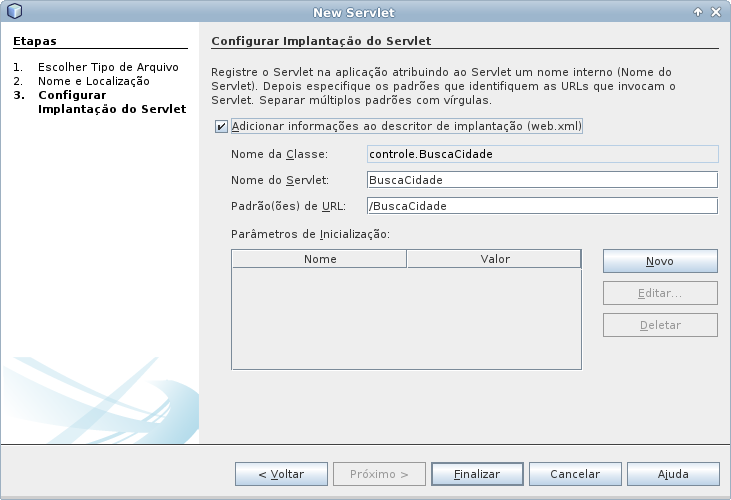 New Servlet
Etapas
1. Escolher Tipo de Arquivo
2. Nome e Localização
3. Configurar
Implantação do Servlet
Configurar Implantação do Servlet
Registre o Servlet na aplicação atribuindo ao Servlet um nome interno (Nome do
Servlet). Depois especifique os padrões que identifiquem as URLs que invocam o
Servlet. Separar múltiplos padrões com vírgulas.
Adicionar informações ao descritor de implantação (web.xml)
Nome da Classe: controle.BuscaCidade
Nome do Servlet: BuscaCidade
Padrão(ões) de URL: /BuscaCidade
Parâmetros de Inicialização:
Nome Valor
Novo
Editar...
Deletar
< Voltar Próximo > Finalizar Cancelar Ajuda